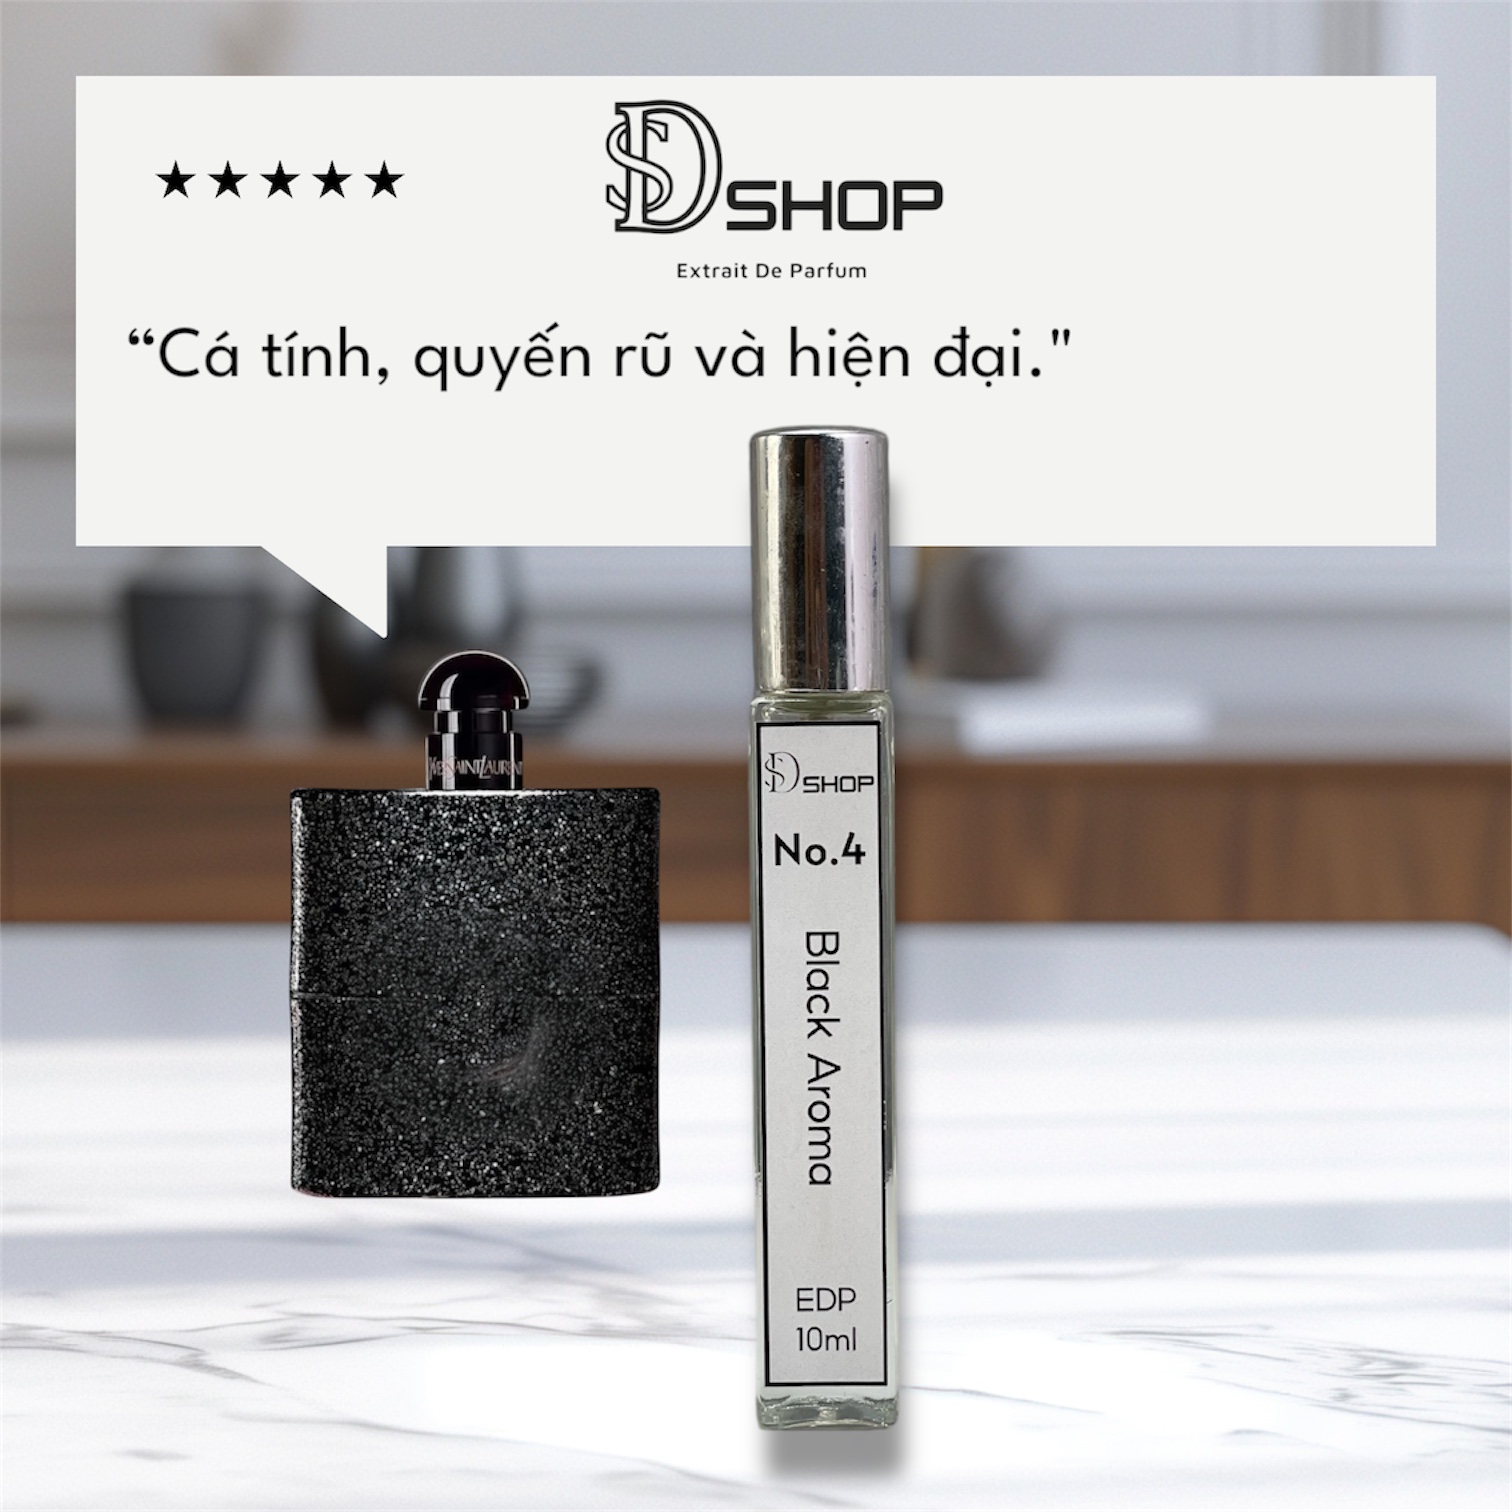 ★★★★★
SD SHOP
Extrait De Parfum
“Cá tính, quyến rũ và hiện đại."
YVESSAINTLAURENT
SD SHOP
No.4
Black Aroma
EDP
10ml